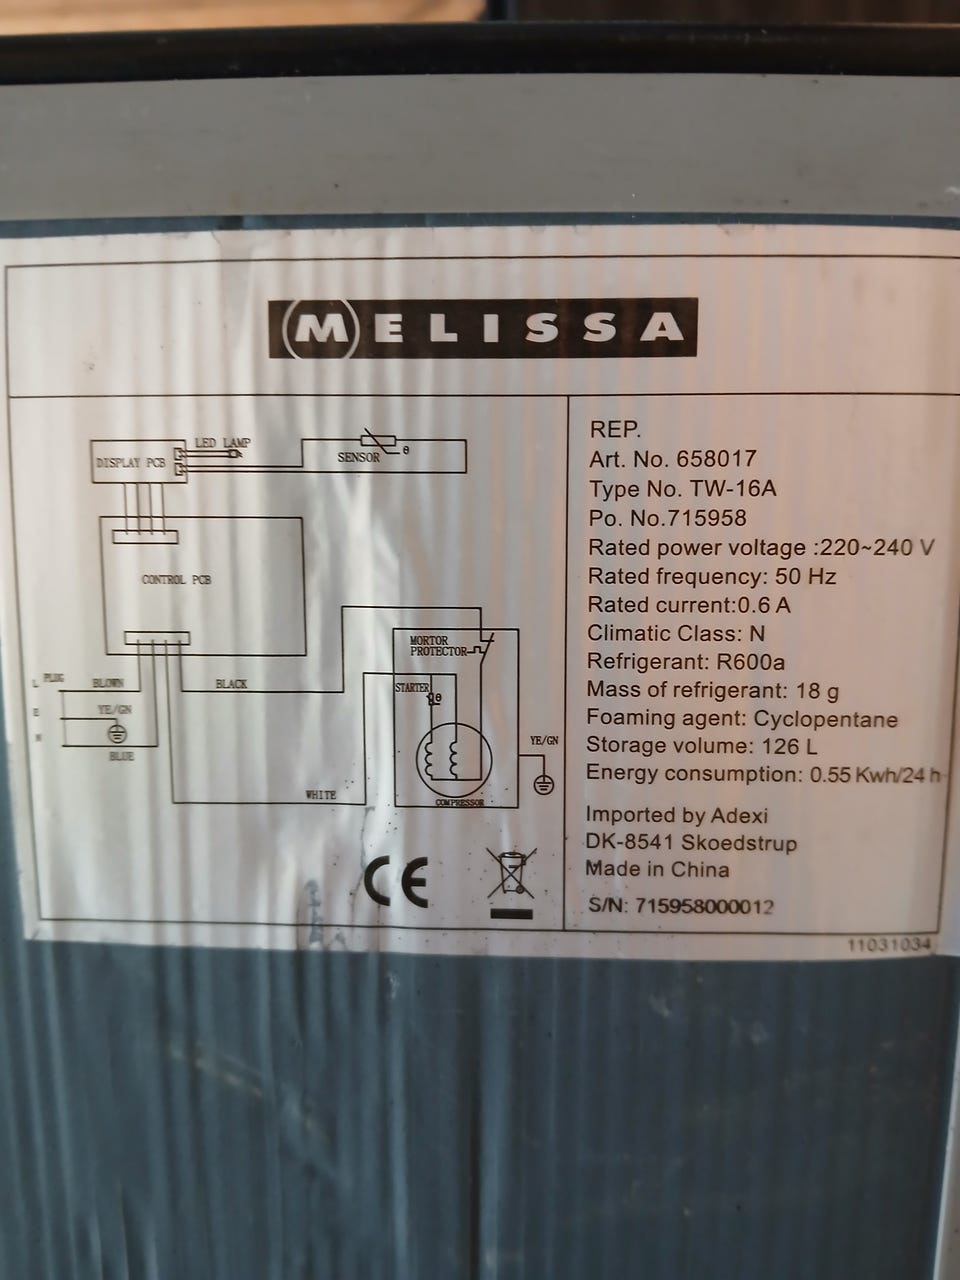 MELISSA
LED LAMP
DISPLAY PCB
SENSOR
θ
CONTROL PCB
MORTOR
PROTECTOR
PLUG
L
BLOWN
BLACK
STARTER
θ
E
YE/GN
N
BLUE
YE/GN
WHITE
COMPRESSOR
CE
REP.
Art. No. 658017
Type No. TW-16A
Po. No.715958
Rated power voltage :220~240 V
Rated frequency: 50 Hz
Rated current:0.6 A
Climatic Class: N
Refrigerant: R600a
Mass of refrigerant: 18 g
Foaming agent: Cyclopentane
Storage volume: 126 L
Energy consumption: 0.55 Kwh/24 h
Imported by Adexi
DK-8541 Skoedstrup
Made in China
S/N: 715958000012
11031034